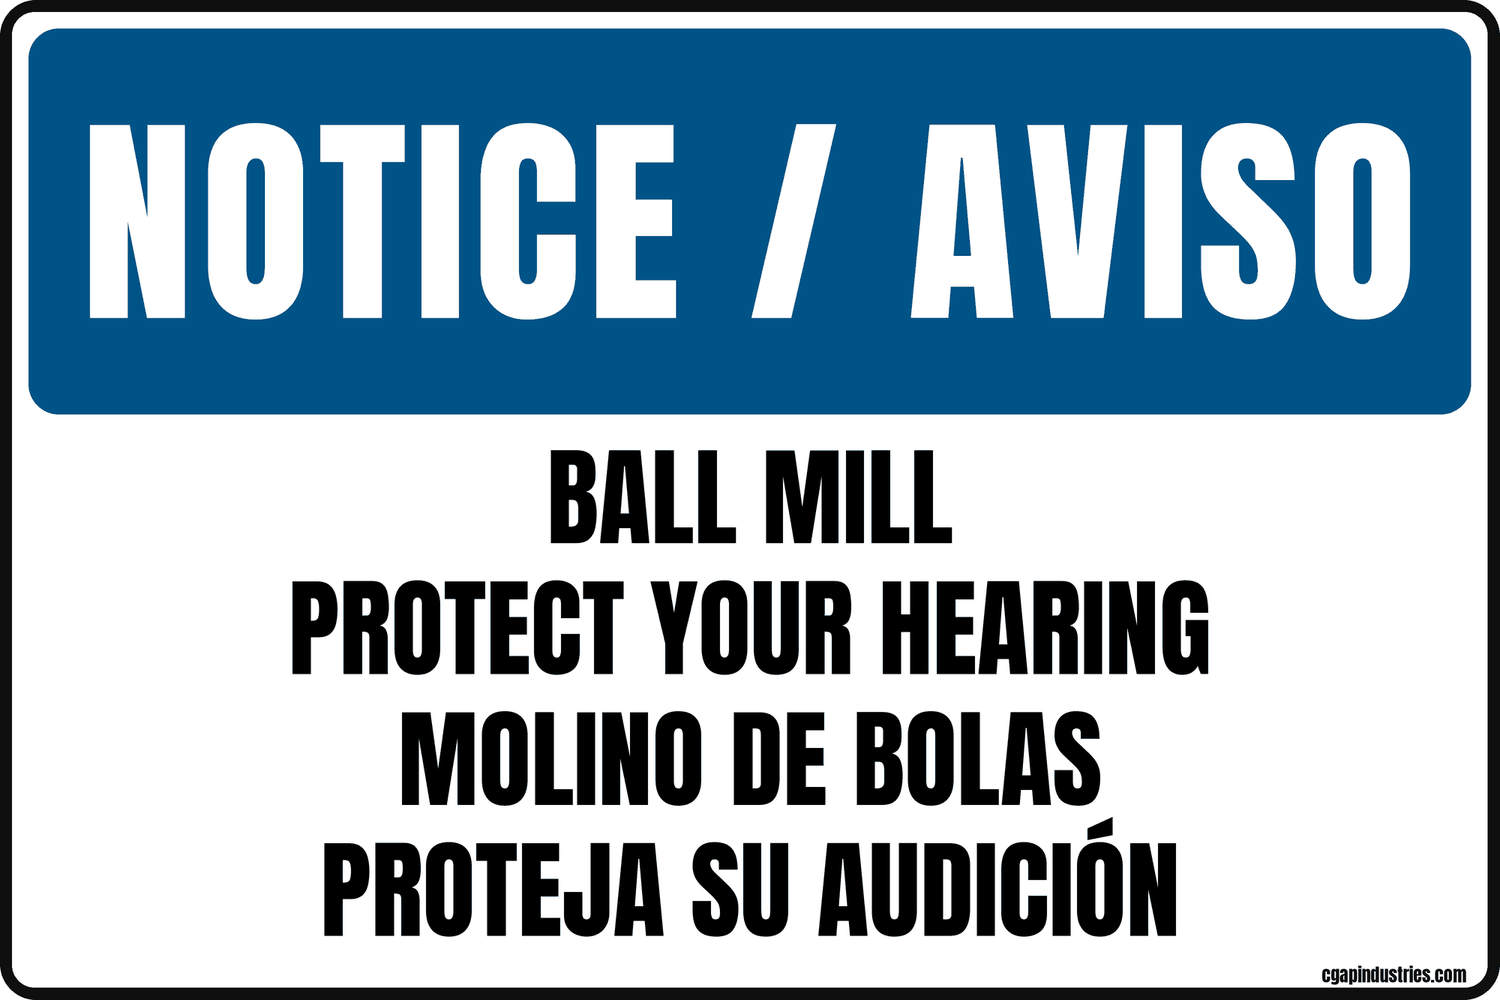 NOTICE / AVISO
BALL MILL
PROTECT YOUR HEARING
MOLINO DE BOLAS
PROTEJA SU AUDICIÓN
cgapindustries.com